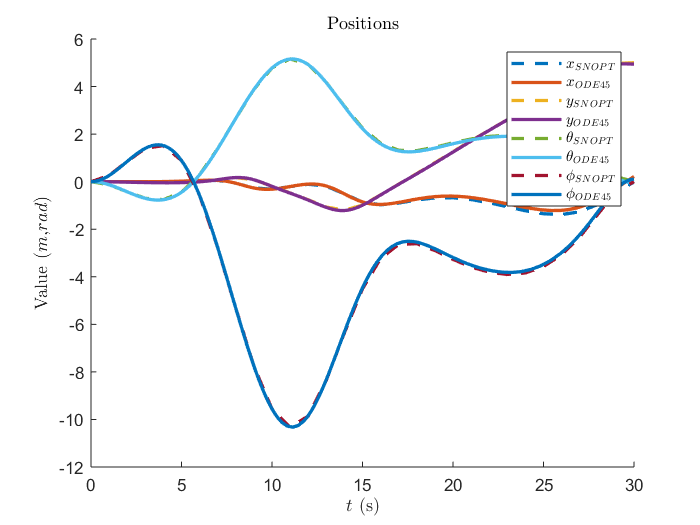 Positions
6
4
2
0
-2
-4
-6
-8
-10
-12
Value (m,rad)
0 5 10 15 20 25 30
t (s)
x_SNOPT
x_ODE45
y_SNOPT
y_ODE45
θ_SNOPT
θ_ODE45
ϕ_SNOPT
ϕ_ODE45